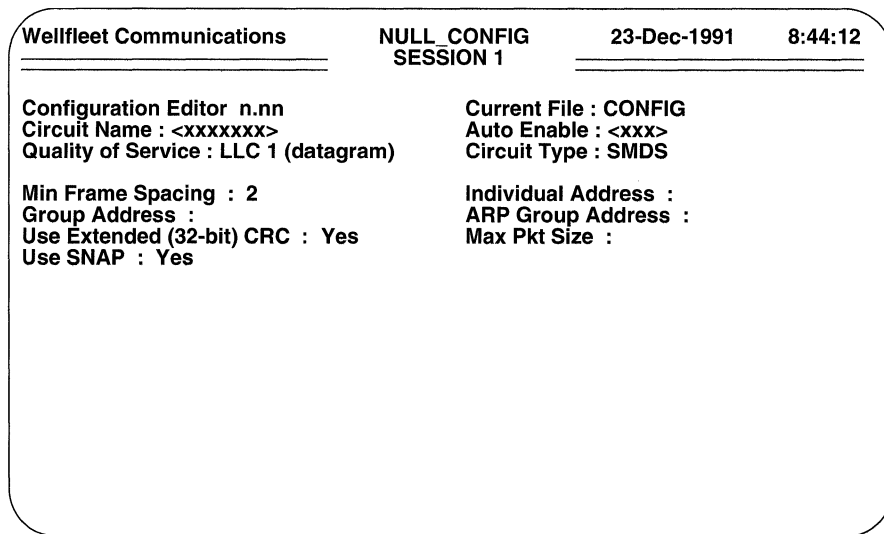 Wellfleet Communications NULL_CONFIG 23-Dec-1991 8:44:12
SESSION 1
Configuration Editor n.nn Current File : CONFIG
Circuit Name : <xxxxxxx> Auto Enable : <xxx>
Quality of Service : LLC 1 (datagram) Circuit Type : SMDS
Min Frame Spacing : 2 Individual Address :
Group Address : ARP Group Address :
Use Extended (32-bit) CRC : Yes Max Pkt Size :
Use SNAP : Yes